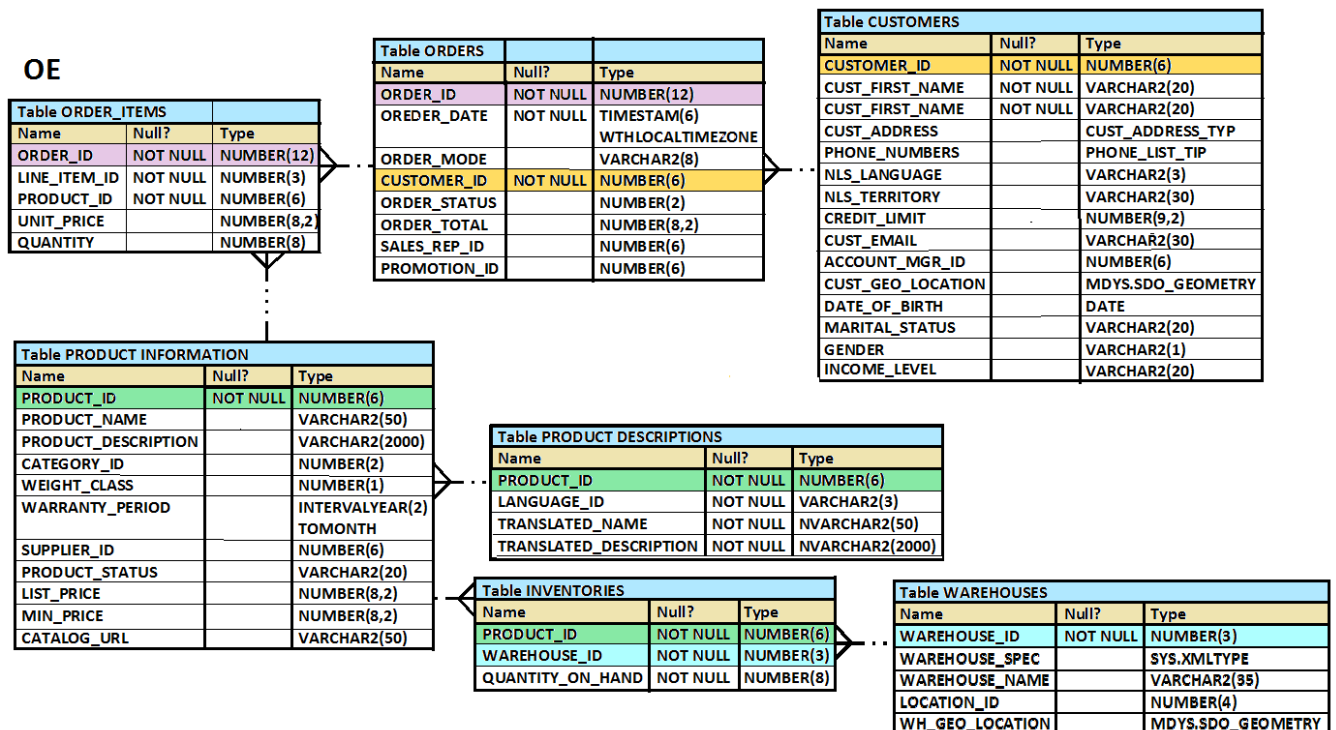 OE
Table ORDER_ITEMS
Name Null? Type
ORDER_ID NOT NULL NUMBER(12)
LINE_ITEM_ID NOT NULL NUMBER(3)
PRODUCT_ID NOT NULL NUMBER(6)
UNIT_PRICE NUMBER(8,2)
QUANTITY NUMBER(8)
Table ORDERS
Name Null? Type
ORDER_ID NOT NULL NUMBER(12)
OREDER_DATE NOT NULL TIMESTAM(6)
WTHLOCALTIMEZONE
ORDER_MODE VARCHAR2(8)
CUSTOMER_ID NOT NULL NUMBER(6)
ORDER_STATUS NUMBER(2)
ORDER_TOTAL NUMBER(8,2)
SALES_REP_ID NUMBER(6)
PROMOTION_ID NUMBER(6)
Table CUSTOMERS
Name Null? Type
CUSTOMER_ID NOT NULL NUMBER(6)
CUST_FIRST_NAME NOT NULL VARCHAR2(20)
CUST_FIRST_NAME NOT NULL VARCHAR2(20)
CUST_ADDRESS CUST_ADDRESS_TYP
PHONE_NUMBERS PHONE_LIST_TIP
NLS_LANGUAGE VARCHAR2(3)
NLS_TERRITORY VARCHAR2(30)
CREDIT_LIMIT NUMBER(9,2)
CUST_EMAIL VARCHAR2(30)
ACCOUNT_MGR_ID NUMBER(6)
CUST_GEO_LOCATION MDYS.SDO_GEOMETRY
DATE_OF_BIRTH DATE
MARITAL_STATUS VARCHAR2(20)
GENDER VARCHAR2(1)
INCOME_LEVEL VARCHAR2(20)
Table PRODUCT INFORMATION
Name Null? Type
PRODUCT_ID NOT NULL NUMBER(6)
PRODUCT_NAME VARCHAR2(50)
PRODUCT_DESCRIPTION VARCHAR2(2000)
CATEGORY_ID NUMBER(2)
WEIGHT_CLASS NUMBER(1)
WARRANTY_PERIOD INTERVALYEAR(2)
TOMONTH
SUPPLIER_ID NUMBER(6)
PRODUCT_STATUS VARCHAR2(20)
LIST_PRICE NUMBER(8,2)
MIN_PRICE NUMBER(8,2)
CATALOG_URL VARCHAR2(50)
Table PRODUCT DESCRIPTIONS
Name Null? Type
PRODUCT_ID NOT NULL NUMBER(6)
LANGUAGE_ID NOT NULL VARCHAR2(3)
TRANSLATED_NAME NOT NULL NVARCHAR2(50)
TRANSLATED_DESCRIPTION NOT NULL NVARCHAR2(2000)
Table INVENTORIES
Name Null? Type
PRODUCT_ID NOT NULL NUMBER(6)
WAREHOUSE_ID NOT NULL NUMBER(3)
QUANTITY_ON_HAND NOT NULL NUMBER(8)
Table WAREHOUSES
Name Null? Type
WAREHOUSE_ID NOT NULL NUMBER(3)
WAREHOUSE_SPEC SYS.XMLTYPE
WAREHOUSE_NAME VARCHAR2(35)
LOCATION_ID NUMBER(4)
WH_GEO_LOCATION MDYS.SDO_GEOMETRY